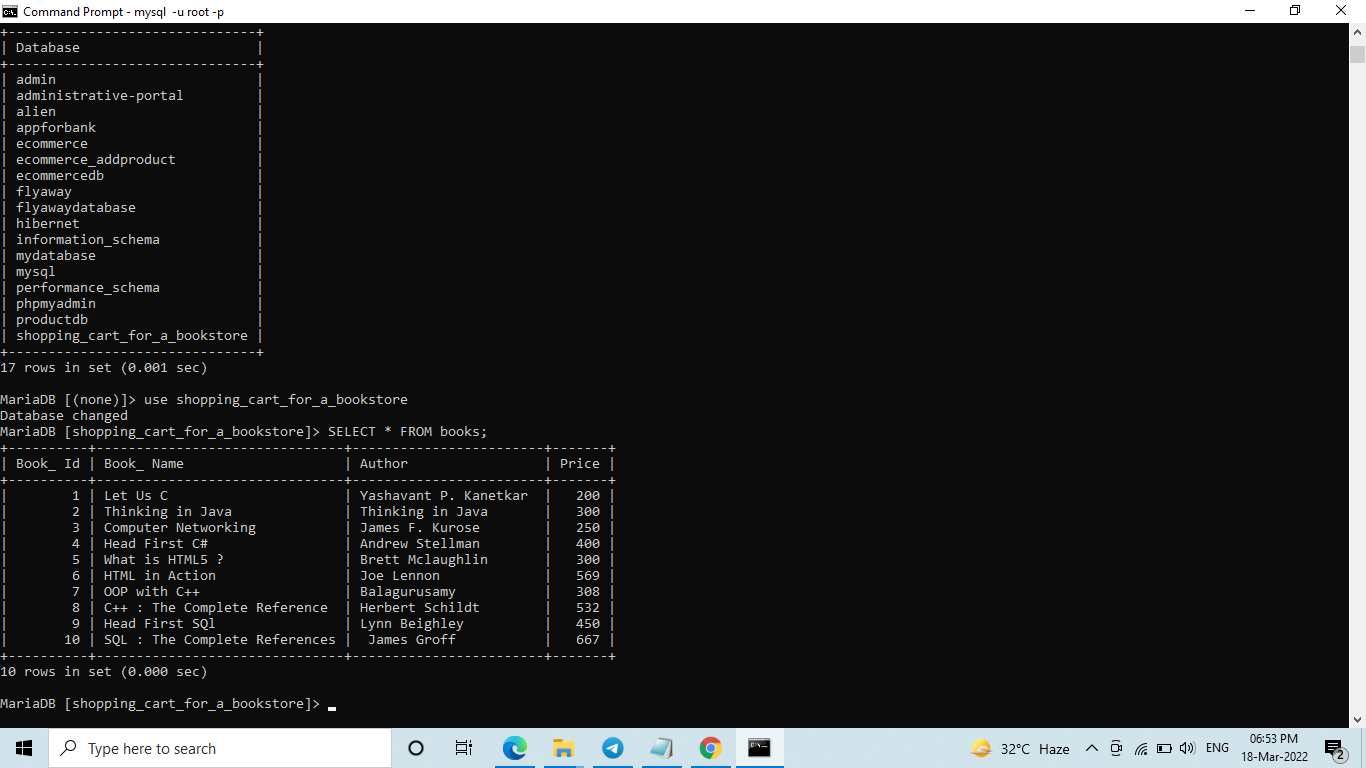 Command Prompt - mysql  -u root -p
+-------------------------------+
| Database                      |
+-------------------------------+
| admin                         |
| administrative-portal         |
| alien                         |
| appforbank                    |
| ecommerce                     |
| ecommerce_addproduct          |
| ecommercedb                   |
| flyaway                       |
| flyawaydatabase               |
| hibernet                      |
| information_schema            |
| mydatabase                    |
| mysql                         |
| performance_schema            |
| phpmyadmin                    |
| productdb                     |
| shopping_cart_for_a_bookstore |
+-------------------------------+
17 rows in set (0.001 sec)
MariaDB [(none)]> use shopping_cart_for_a_bookstore
Database changed
MariaDB [shopping_cart_for_a_bookstore]> SELECT * FROM books;
+----------+-------------------------------+------------------------+-------+
| Book_ Id | Book_ Name                    | Author                 | Price |
+----------+-------------------------------+------------------------+-------+
|        1 | Let Us C                      | Yashavant P. Kanetkar  |   200 |
|        2 | Thinking in Java              | Thinking in Java       |   300 |
|        3 | Computer Networking           | James F. Kurose        |   250 |
|        4 | Head First C#                 | Andrew Stellman        |   400 |
|        5 | What is HTML5 ?               | Brett Mclaughlin       |   300 |
|        6 | HTML in Action                | Joe Lennon             |   569 |
|        7 | OOP with C++                  | Balagurusamy           |   308 |
|        8 | C++ : The Complete Reference  | Herbert Schildt        |   532 |
|        9 | Head First SQl                | Lynn Beighley          |   450 |
|       10 | SQL : The Complete References |  James Groff           |   667 |
+----------+-------------------------------+------------------------+-------+
10 rows in set (0.000 sec)
MariaDB [shopping_cart_for_a_bookstore]> _
Type here to search
32°C Haze
ENG
06:53 PM
18-Mar-2022
2